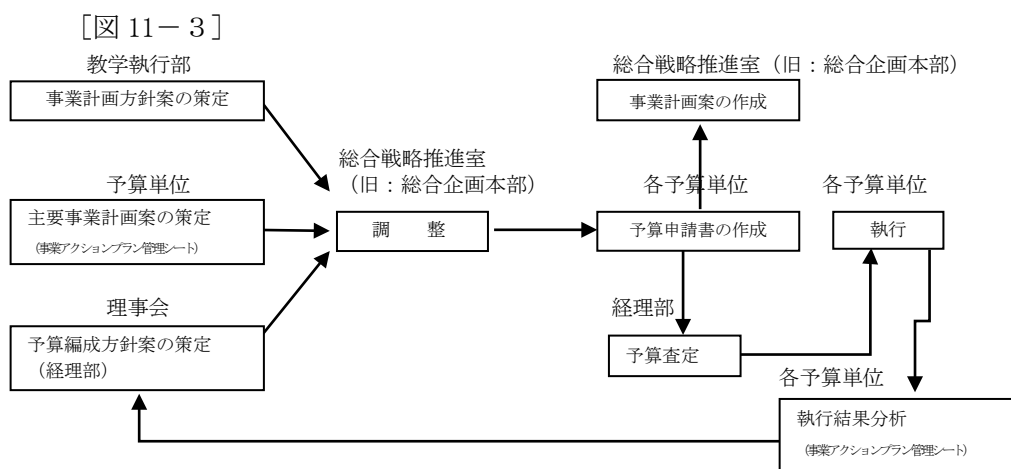 ［図 11－3］
教学執行部
事業計画方針案の策定
総合戦略推進室（旧：総合企画本部）
事業計画案の作成
総合戦略推進室
（旧：総合企画本部）
予算単位
主要事業計画案の策定
（事業アクションプラン管理シート）
調　整
各予算単位
予算申請書の作成
各予算単位
執行
理事会
予算編成方針案の策定
（経理部）
経理部
予算査定
各予算単位
執行結果分析
（事業アクションプラン管理シート）